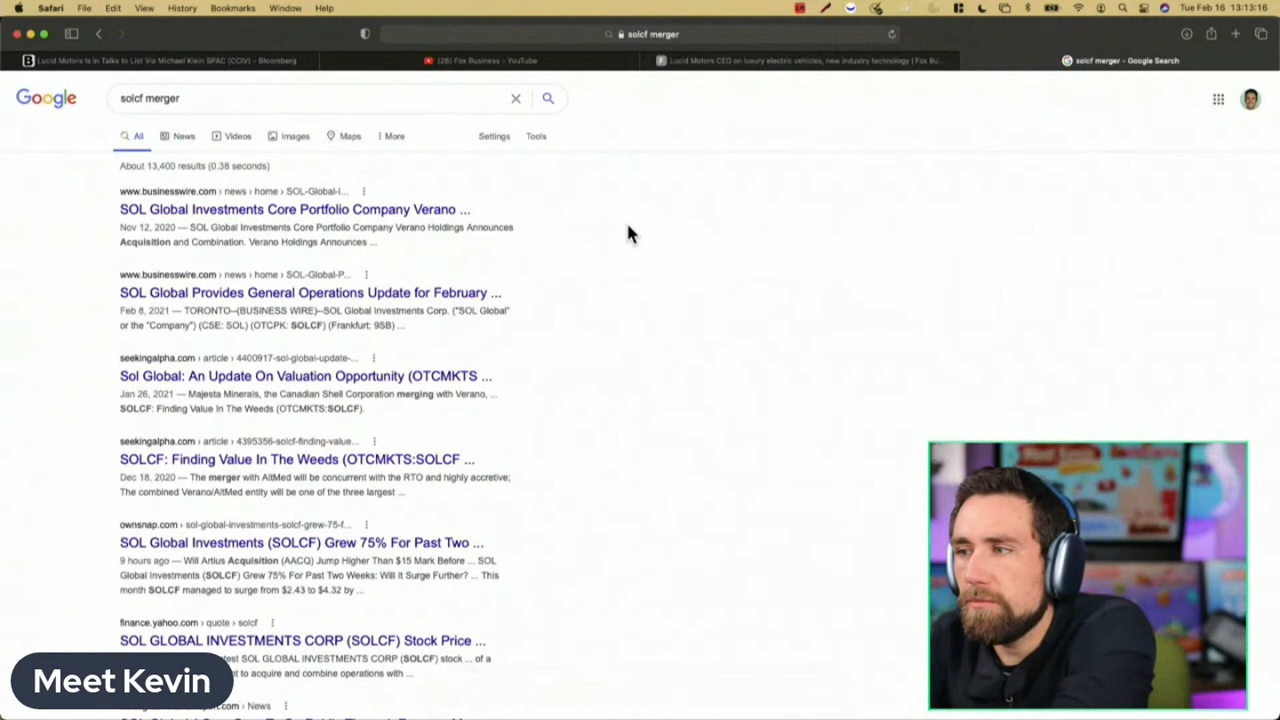 Safari File Edit View History Bookmarks Window Help Tue Feb 16 13:13:16
solcf merger
Lucid Motors Is in Talks to List Via Michael Klein SPAC (CCIV) - Bloomberg
(28) Fox Business - YouTube
Lucid Motors CEO on luxury electric vehicles, new industry technology | Fox Bu...
solcf merger - Google Search
Google
solcf merger
All News Videos Images Maps More Settings Tools
About 13,400 results (0.38 seconds)
www.businesswire.com › news › home › SOL-Global-I...
SOL Global Investments Core Portfolio Company Verano ...
Nov 12, 2020 — SOL Global Investments Core Portfolio Company Verano Holdings Announces
Acquisition and Combination. Verano Holdings Announces ...
www.businesswire.com › news › home › SOL-Global-P...
SOL Global Provides General Operations Update for February ...
Feb 8, 2021 — TORONTO--(BUSINESS WIRE)--SOL Global Investments Corp. ("SOL Global"
or the "Company") (CSE: SOL) (OTCPK: SOLCF) (Frankfurt: 9SB) ...
seekingalpha.com › article › 4400917-sol-global-update-...
Sol Global: An Update On Valuation Opportunity (OTCMKTS ...
Jan 26, 2021 — Majesta Minerals, the Canadian Shell Corporation merging with Verano, ...
SOLCF: Finding Value In The Weeds (OTCMKTS:SOLCF).
seekingalpha.com › article › 4395356-solcf-finding-value...
SOLCF: Finding Value In The Weeds (OTCMKTS:SOLCF ...
Dec 18, 2020 — The merger with AltMed will be concurrent with the RTO and highly accretive;
The combined Verano/AltMed entity will be one of the three largest ...
ownsnap.com › sol-global-investments-solcf-grew-75-f...
SOL Global Investments (SOLCF) Grew 75% For Past Two ...
9 hours ago — Will Artius Acquisition (AACQ) Jump Higher Than $15 Mark Before ... SOL
Global Investments (SOLCF) Grew 75% For Past Two Weeks: Will It Surge Further? ... This
month SOLCF managed to surge from $2.43 to $4.32 by ...
finance.yahoo.com › quote › solcf
SOL GLOBAL INVESTMENTS CORP (SOLCF) Stock Price ...
test SOL GLOBAL INVESTMENTS CORP (SOLCF) stock ... of a
t to acquire and combine operations with ...
› News
Meet Kevin